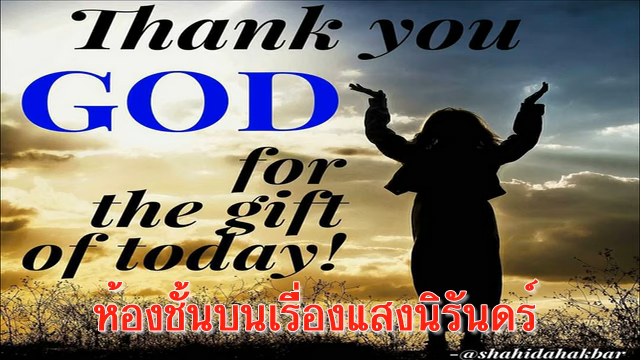 Thank you
GOD
for
the gift
of today!
ห้องชั้นบนเรื่องแสงนิรันดร์
@shahidahakbar